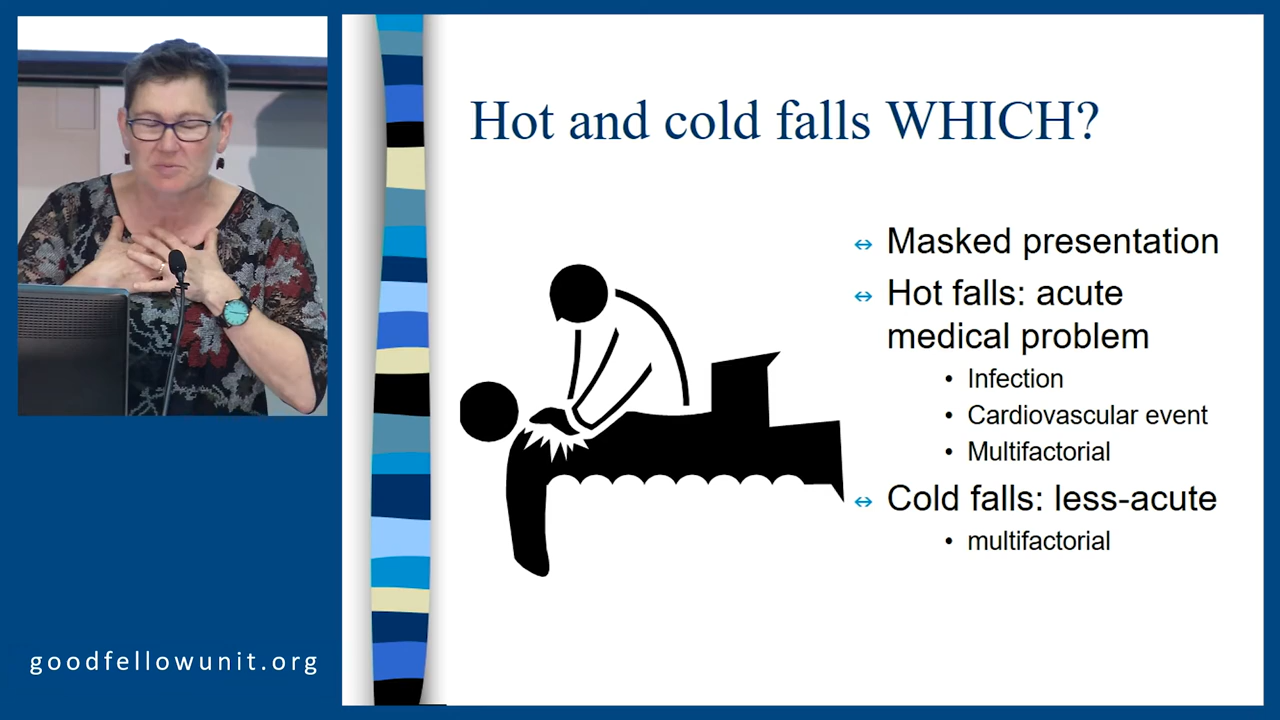 Hot and cold falls WHICH?
↔ Masked presentation
↔ Hot falls: acute
medical problem
• Infection
• Cardiovascular event
• Multifactorial
↔ Cold falls: less-acute
• multifactorial
goodfellowunit.org